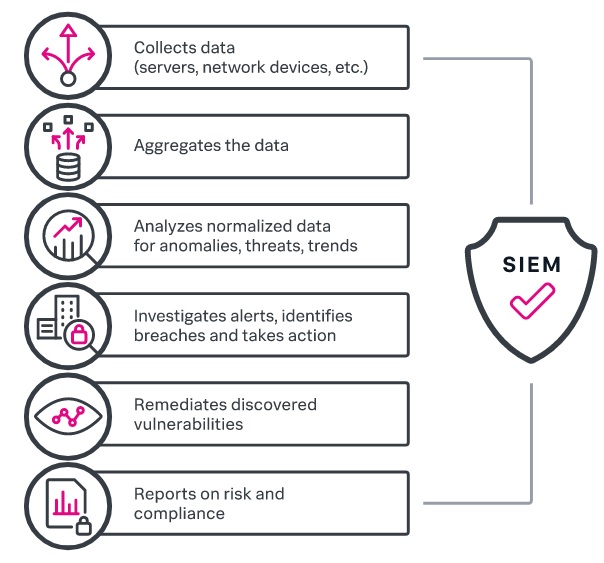 Collects data
(servers, network devices, etc.)
Aggregates the data
Analyzes normalized data
for anomalies, threats, trends
Investigates alerts, identifies
breaches and takes action
Remediates discovered
vulnerabilities
Reports on risk and
compliance
SIEM